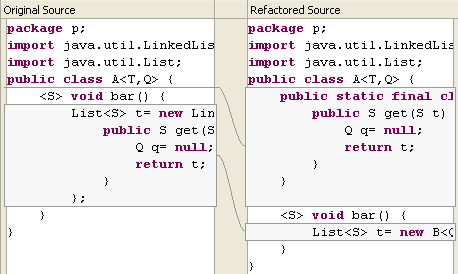 Original Source
package p;
import java.util.LinkedLis
import java.util.List;
public class A<T,Q> {
<S> void bar() {
List<S> t= new Lin
public S get(S
Q q= null;
return t;
}
};
}
}
Refactored Source
package p;
import java.util.LinkedLis
import java.util.List;
public class A<T,Q> {
public static final cl
public S get(S t)
Q q= null;
return t;
}
}
<S> void bar() {
List<S> t= new B<Q
}
}